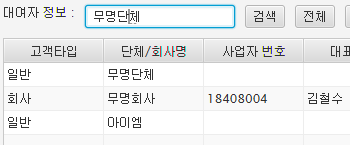 대여자 정보 : 무명단체 검색 전체
고객타입 단체/회사명 사업자 번호 대표
일반 무명단체
회사 무명회사 18408004 김철수
일반 아이엠